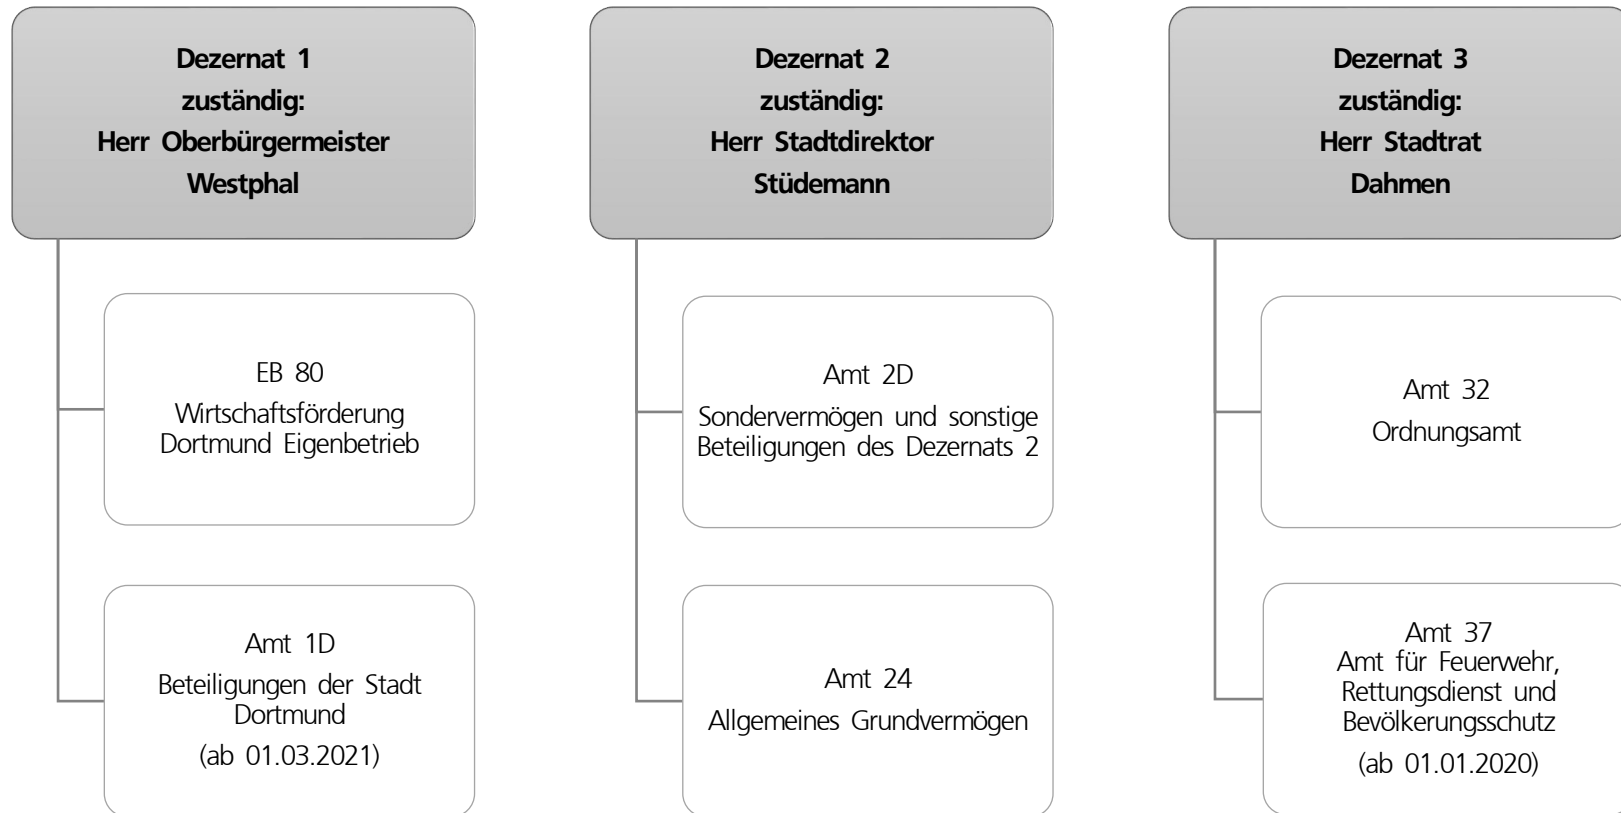 Dezernat 1
zuständig:
Herr Oberbürgermeister
Westphal
EB 80
Wirtschaftsförderung
Dortmund Eigenbetrieb
Amt 1D
Beteiligungen der Stadt
Dortmund
(ab 01.03.2021)
Dezernat 2
zuständig:
Herr Stadtdirektor
Stüdemann
Amt 2D
Sondervermögen und sonstige
Beteiligungen des Dezernats 2
Amt 24
Allgemeines Grundvermögen
Dezernat 3
zuständig:
Herr Stadtrat
Dahmen
Amt 32
Ordnungsamt
Amt 37
Amt für Feuerwehr,
Rettungsdienst und
Bevölkerungsschutz
(ab 01.01.2020)